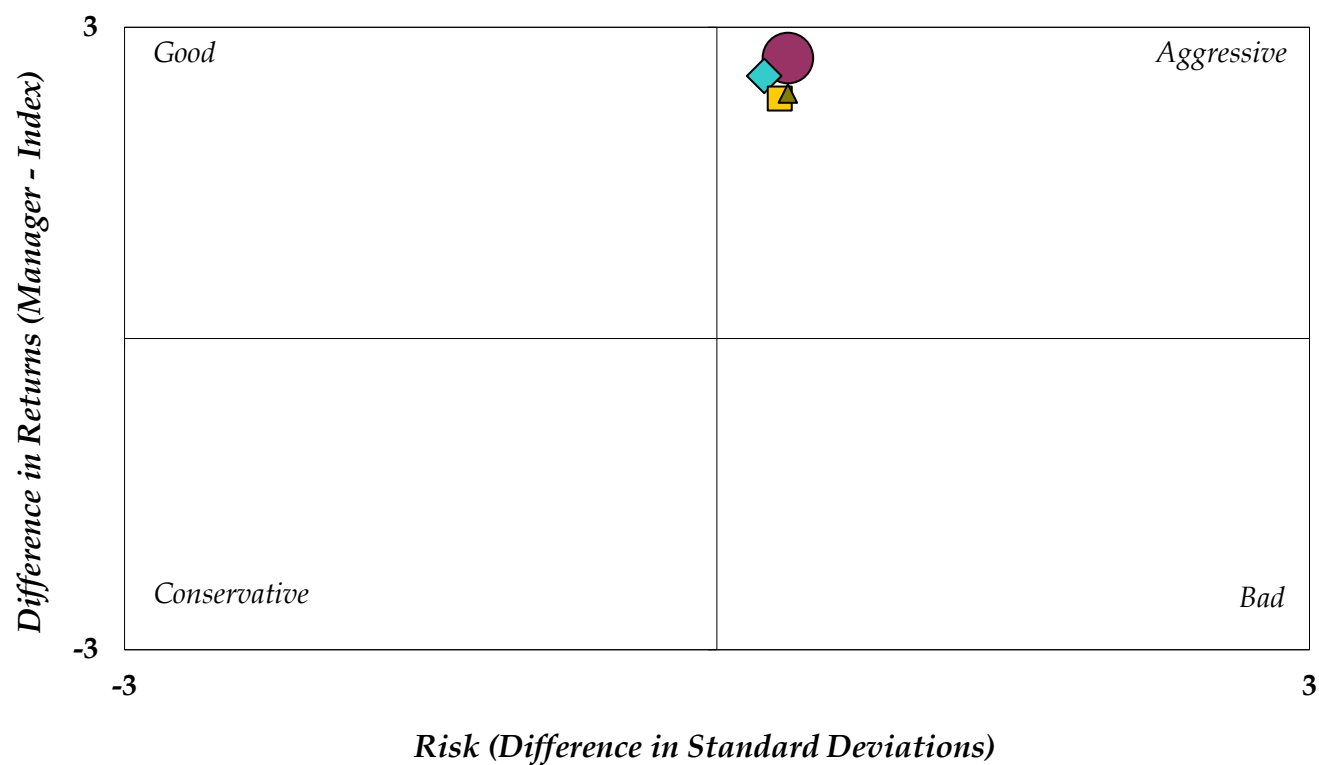 3
Good
Aggressive
Difference in Returns (Manager - Index)
Conservative
Bad
-3
-3
3
Risk (Difference in Standard Deviations)